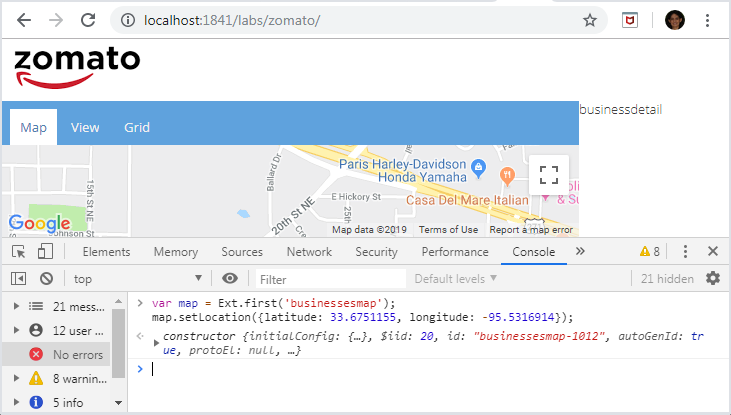 localhost:1841/labs/zomato/
zomato
businessdetail
Map View Grid
15th St NE
Johnson St
Google
Ballard Dr
20th St NE
25th
E Hickory St
Paris Harley-Davidson
Honda Yamaha
Casa Del Mare Italian
Map data ©2019 Terms of Use Report a map error
Elements Memory Sources Network Security Performance Console » 8
top Filter Default levels 21 hidden
21 mess...
12 user ...
No errors
8 warnin...
5 info
var map = Ext.first('businessesmap');
map.setLocation({latitude: 33.6751155, longitude: -95.5316914});
constructor {initialConfig: {…}, $iid: 20, id: "businessesmap-1012", autoGenId: tr
ue, protoEl: null, …}